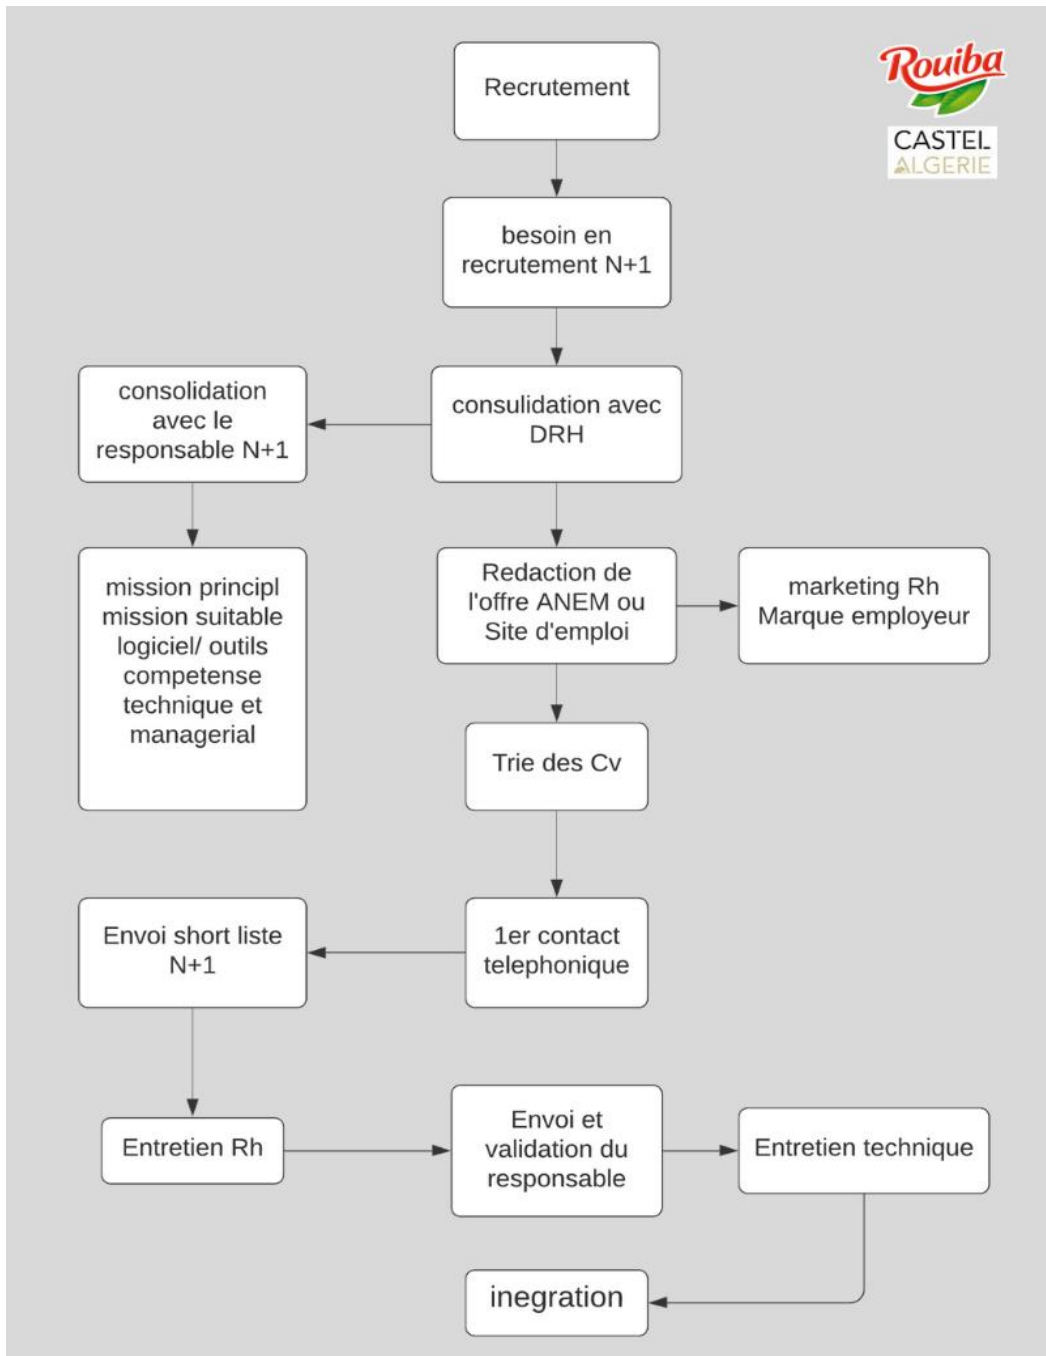 Recrutement
Rouiba
CASTEL
ALGERIE
besoin en
recrutement N+1
consolidation
avec le
responsable N+1
consulidation avec
DRH
mission principl
mission suitable
logiciel/ outils
competense
technique et
managerial
Redaction de
l'offre ANEM ou
Site d'emploi
marketing Rh
Marque employeur
Trie des Cv
Envoi short liste
N+1
1er contact
telephonique
Entretien Rh
Envoi et
validation du
responsable
Entretien technique
inegration